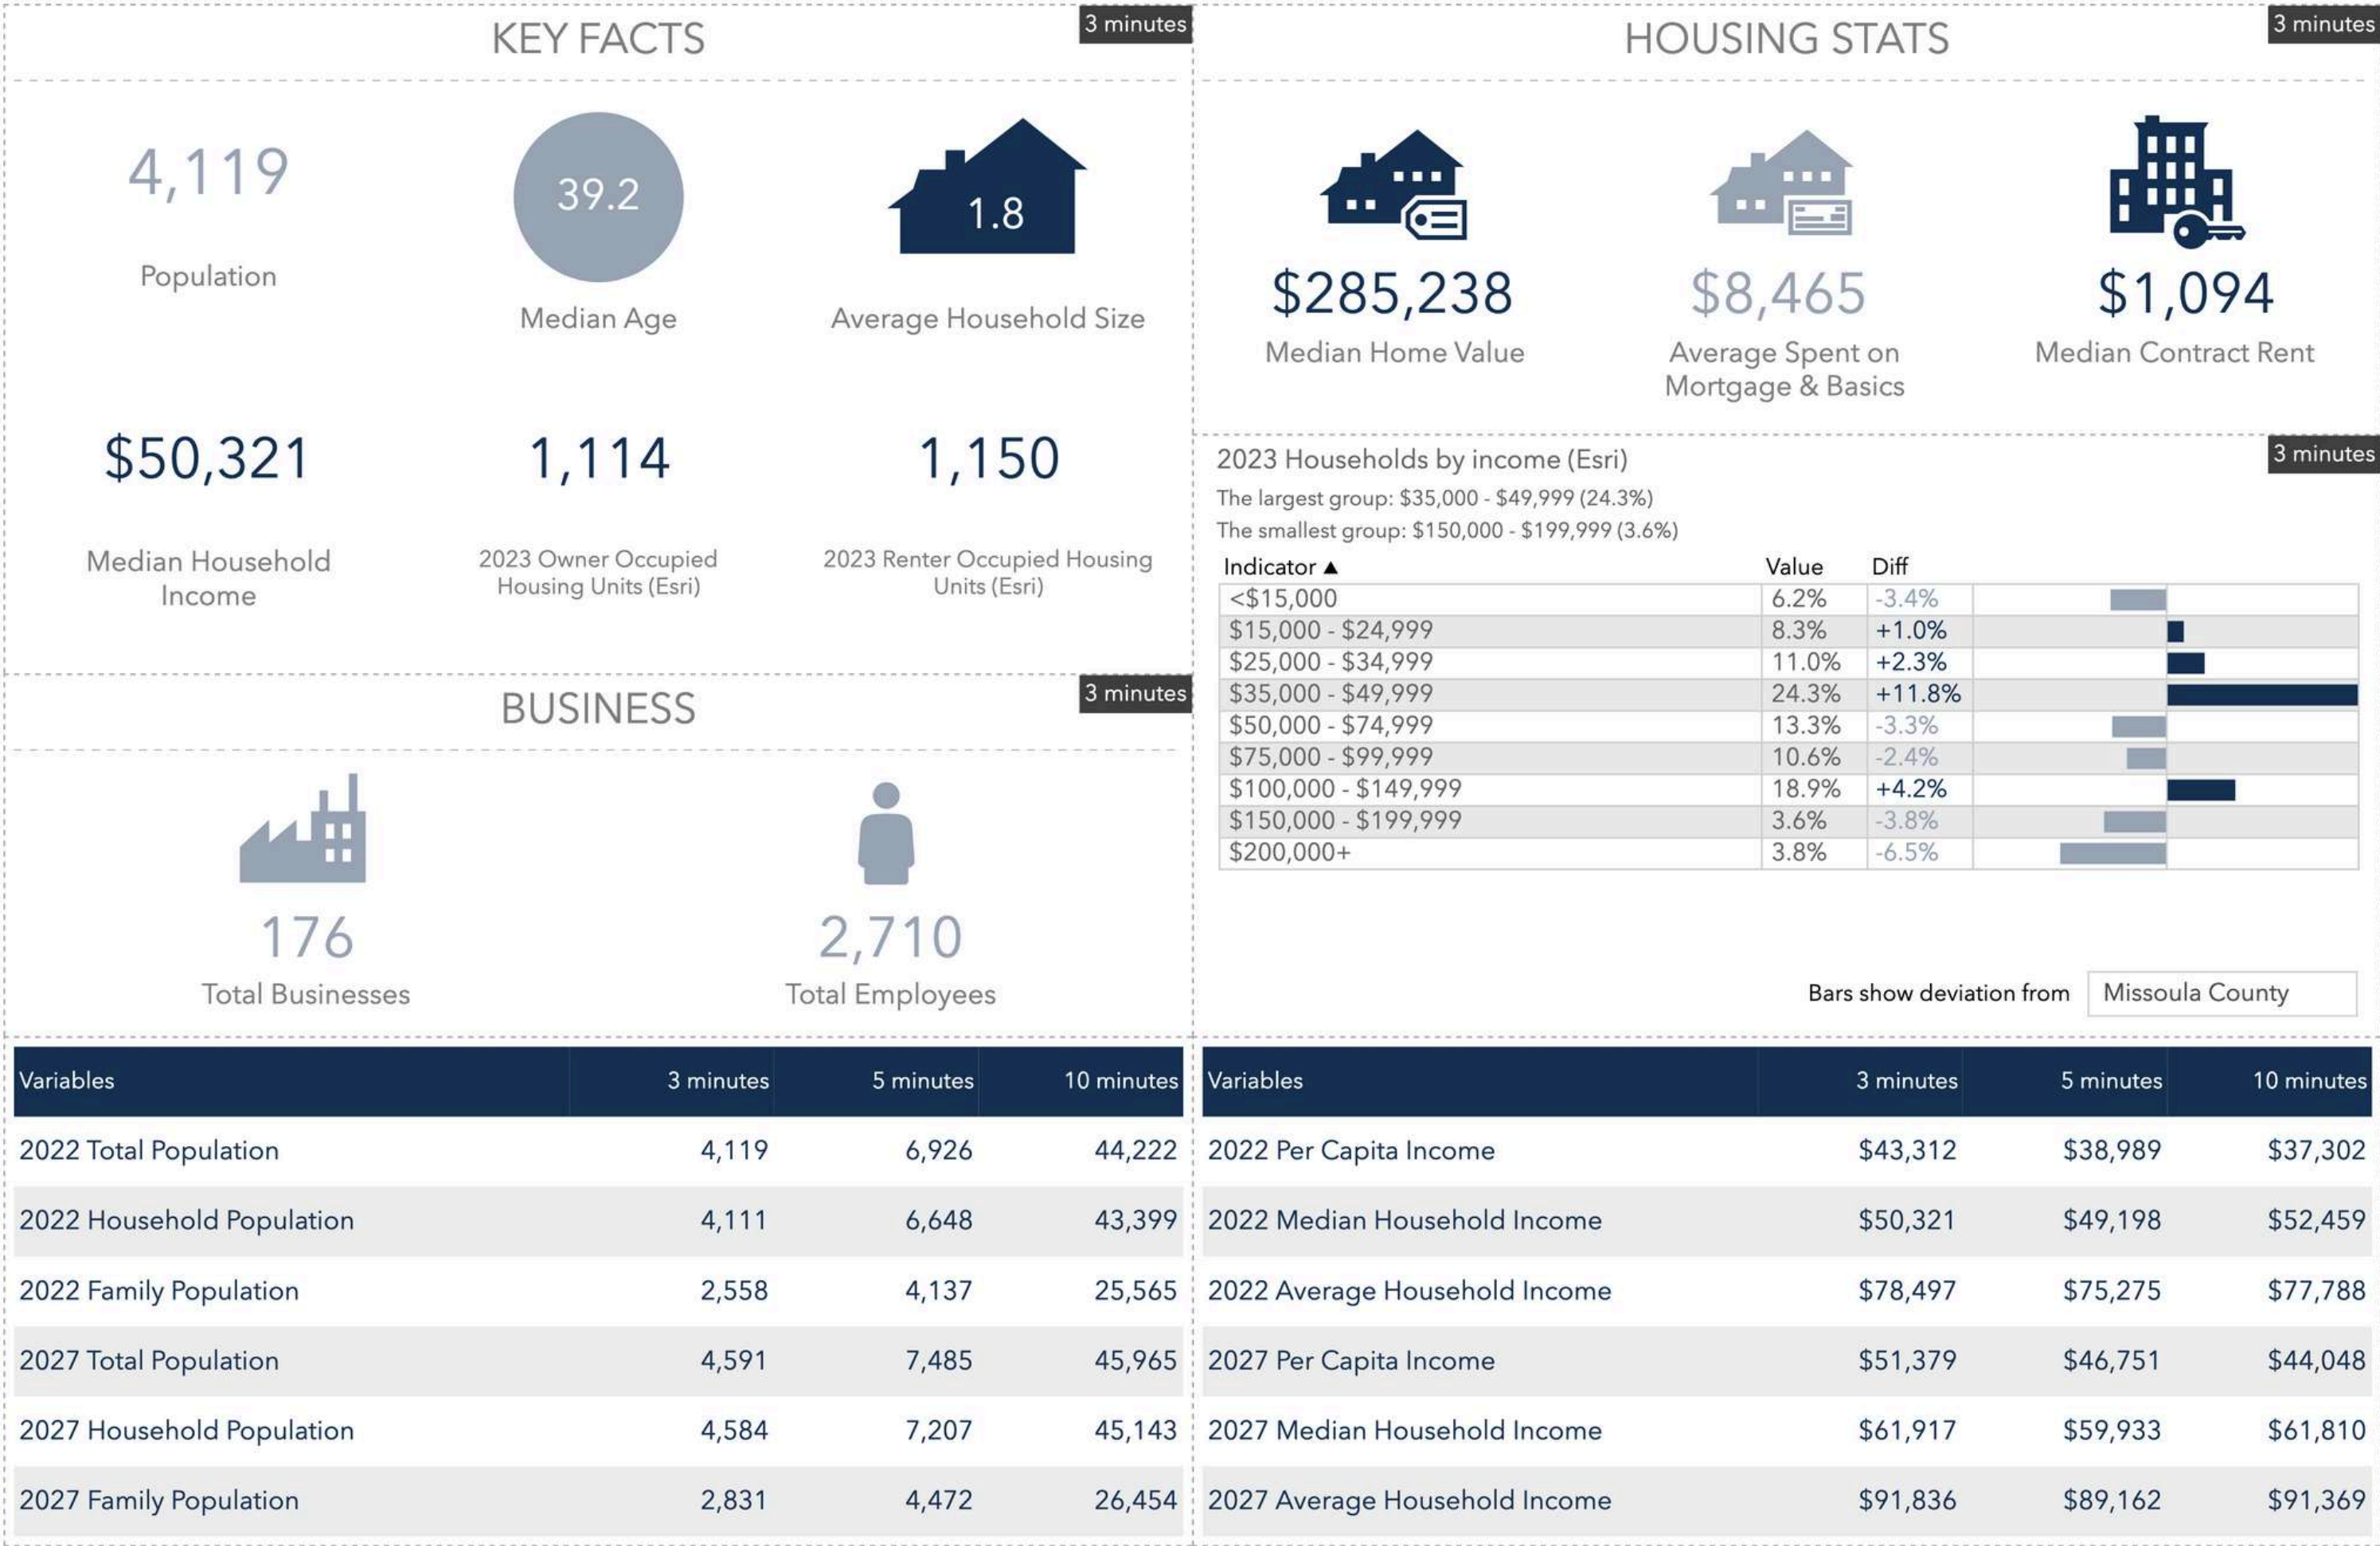 KEY FACTS
3 minutes
4,119
Population
39.2
Median Age
1.8
Average Household Size
$50,321
Median Household
Income
1,114
2023 Owner Occupied
Housing Units (Esri)
1,150
2023 Renter Occupied Housing
Units (Esri)
BUSINESS
3 minutes
176
Total Businesses
2,710
Total Employees
HOUSING STATS
3 minutes
$285,238
Median Home Value
$8,465
Average Spent on
Mortgage & Basics
$1,094
Median Contract Rent
2023 Households by income (Esri)
3 minutes
The largest group: $35,000 - $49,999 (24.3%)
The smallest group: $150,000 - $199,999 (3.6%)
Indicator ▲ Value Diff
<$15,000 6.2% -3.4%
$15,000 - $24,999 8.3% +1.0%
$25,000 - $34,999 11.0% +2.3%
$35,000 - $49,999 24.3% +11.8%
$50,000 - $74,999 13.3% -3.3%
$75,000 - $99,999 10.6% -2.4%
$100,000 - $149,999 18.9% +4.2%
$150,000 - $199,999 3.6% -3.8%
$200,000+ 3.8% -6.5%
Bars show deviation from Missoula County
Variables 3 minutes 5 minutes 10 minutes
2022 Total Population 4,119 6,926 44,222
2022 Household Population 4,111 6,648 43,399
2022 Family Population 2,558 4,137 25,565
2027 Total Population 4,591 7,485 45,965
2027 Household Population 4,584 7,207 45,143
2027 Family Population 2,831 4,472 26,454
Variables 3 minutes 5 minutes 10 minutes
2022 Per Capita Income $43,312 $38,989 $37,302
2022 Median Household Income $50,321 $49,198 $52,459
2022 Average Household Income $78,497 $75,275 $77,788
2027 Per Capita Income $51,379 $46,751 $44,048
2027 Median Household Income $61,917 $59,933 $61,810
2027 Average Household Income $91,836 $89,162 $91,369